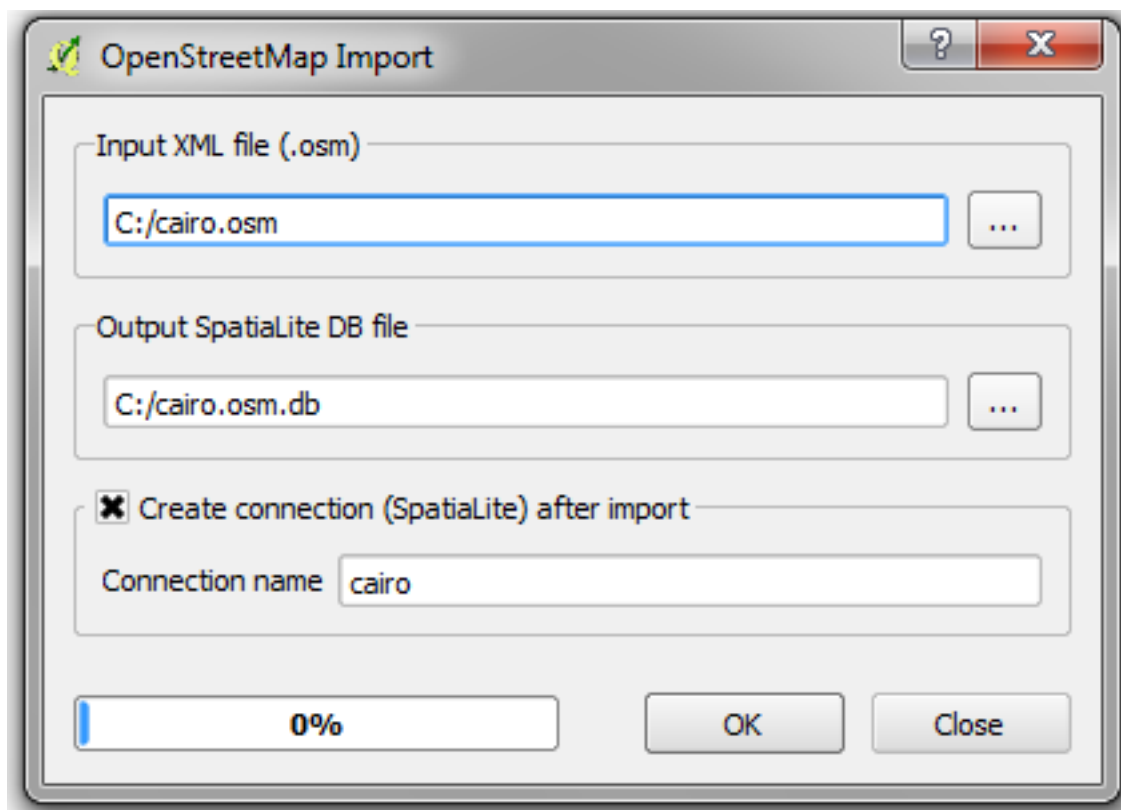 OpenStreetMap Import
?
Input XML file (.osm)
C:/cairo.osm
...
Output SpatiaLite DB file
C:/cairo.osm.db
...
Create connection (SpatiaLite) after import
Connection name cairo
0% OK Close